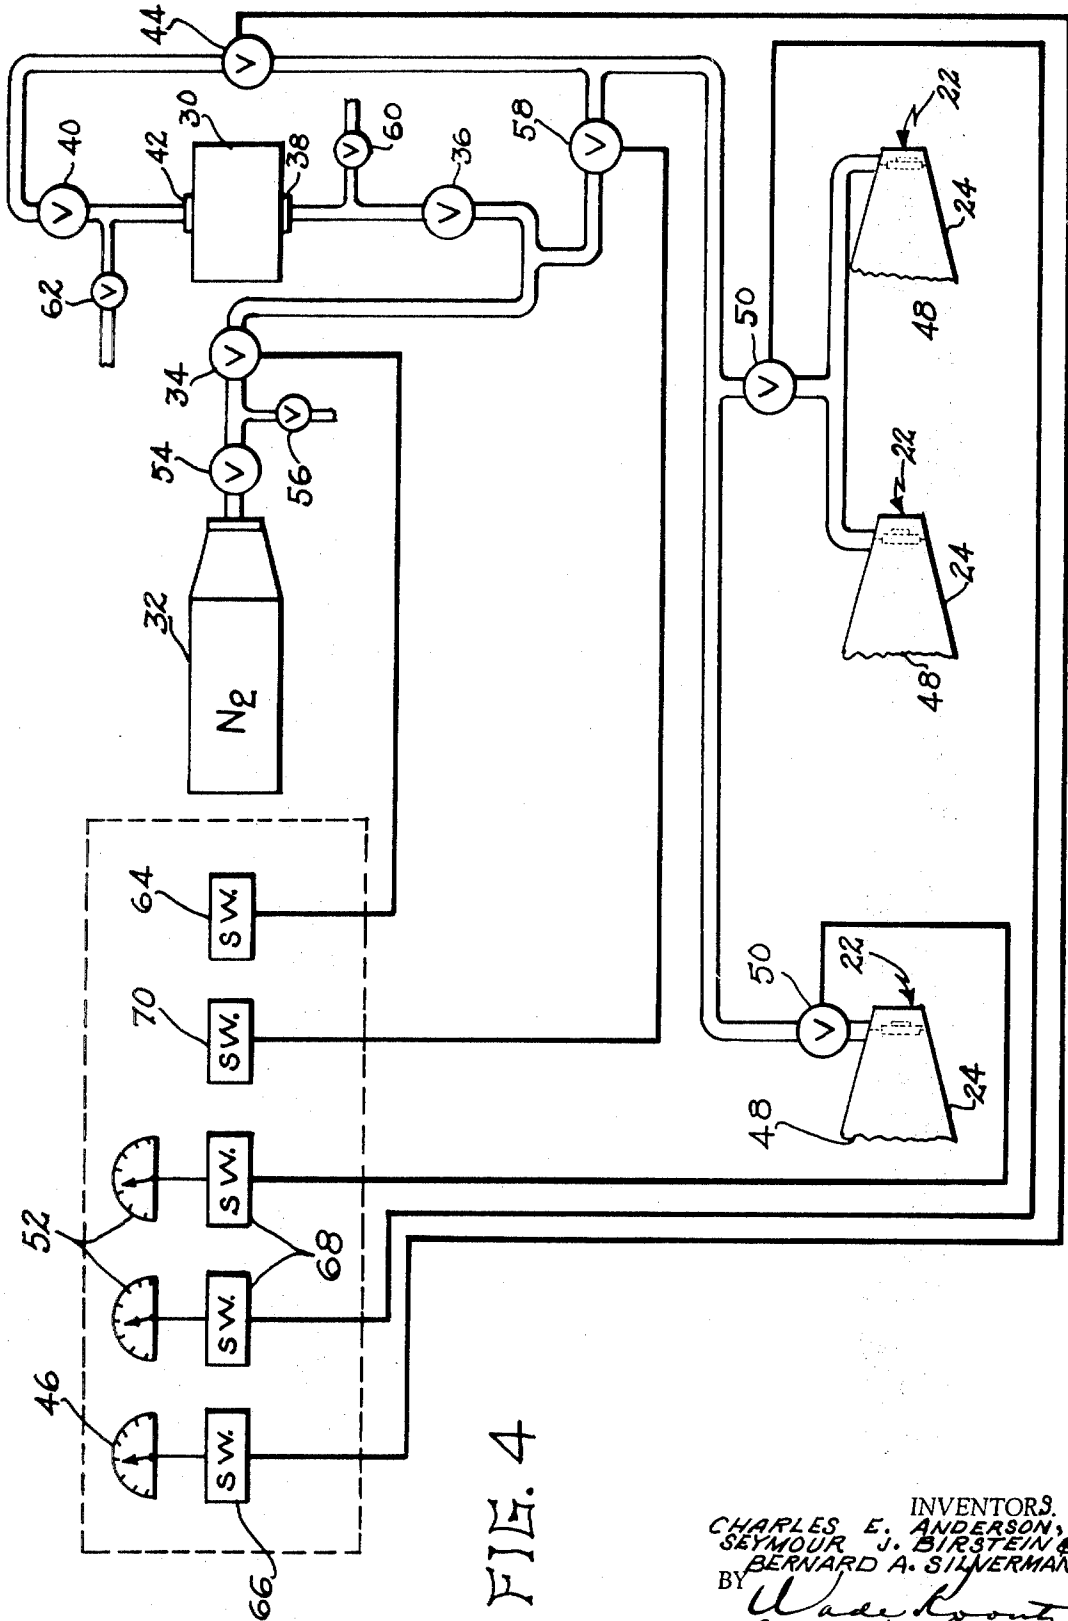 44
40
42
30
38
60
36
58
62
34
54
56
32
N2
50
22
24
48
22
24
48
50
22
24
48
64
SW.
70
SW.
52
SW.
SW.
68
46
SW.
66
V
V
V
V
V
V
V
V
V
V
V
FIG. 4
INVENTORS.
CHARLES E. ANDERSON,
SEYMOUR J. BIRSTEIN &
BERNARD A. SILVERMAN
BY
Wade Koontz